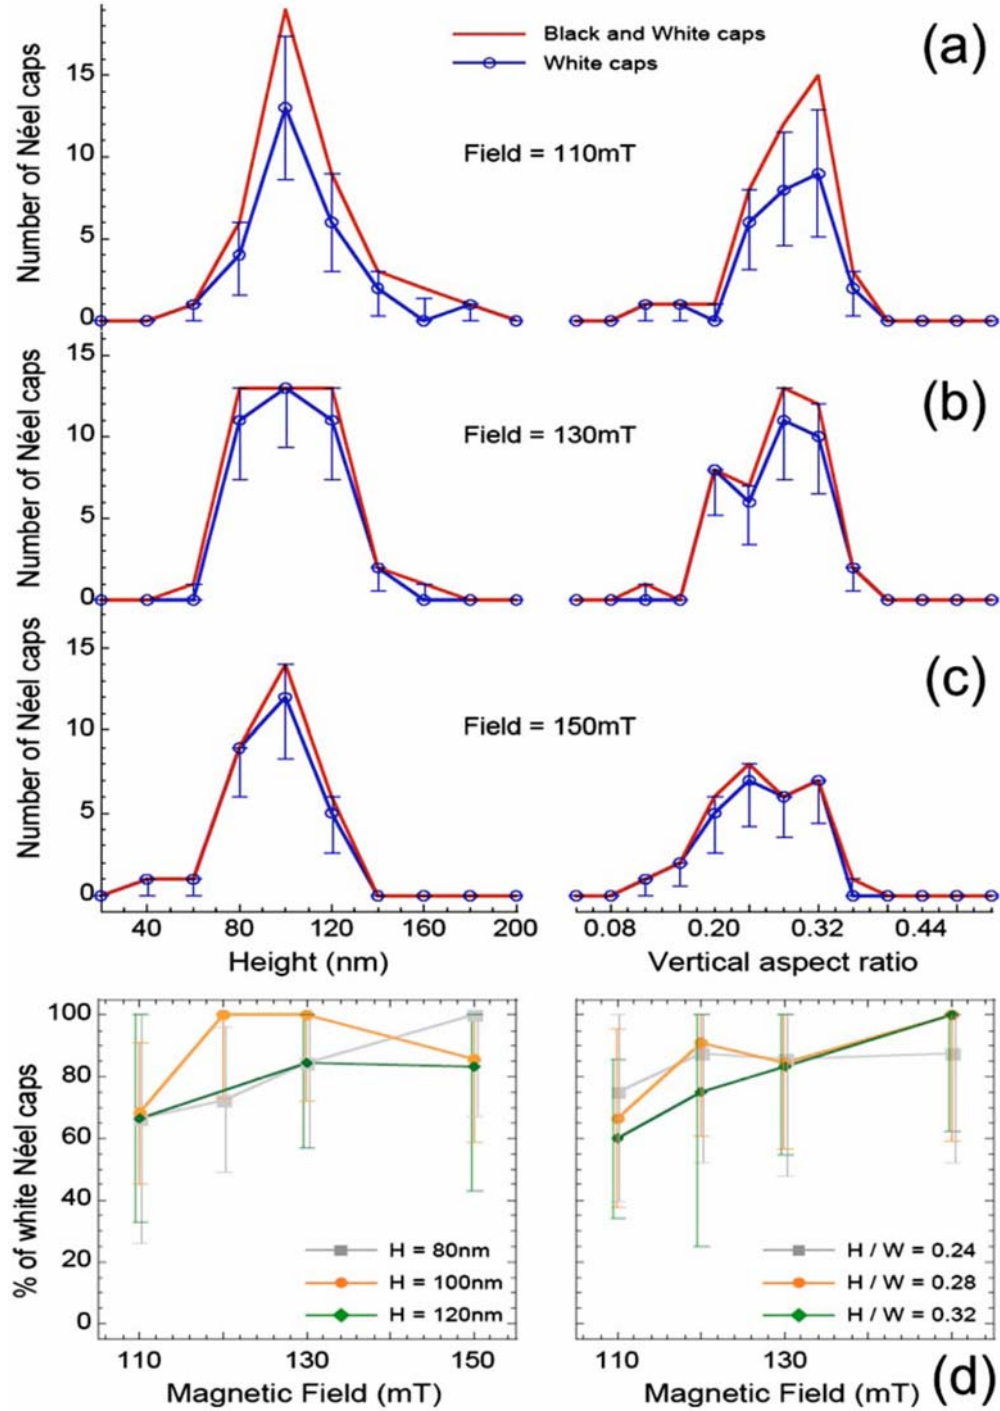 Black and White caps
White caps
(a)
Number of Néel caps
15
10
5
0
Field = 110mT
(b)
Number of Néel caps
15
10
5
0
Field = 130mT
(c)
Number of Néel caps
15
10
5
0
Field = 150mT
40 80 120 160 200
Height (nm)
0.08 0.20 0.32 0.44
Vertical aspect ratio
% of white Néel caps
100
80
60
40
20
0
H = 80nm
H = 100nm
H = 120nm
110 130 150
Magnetic Field (mT)
H / W = 0.24
H / W = 0.28
H / W = 0.32
110 130
Magnetic Field (mT)
(d)